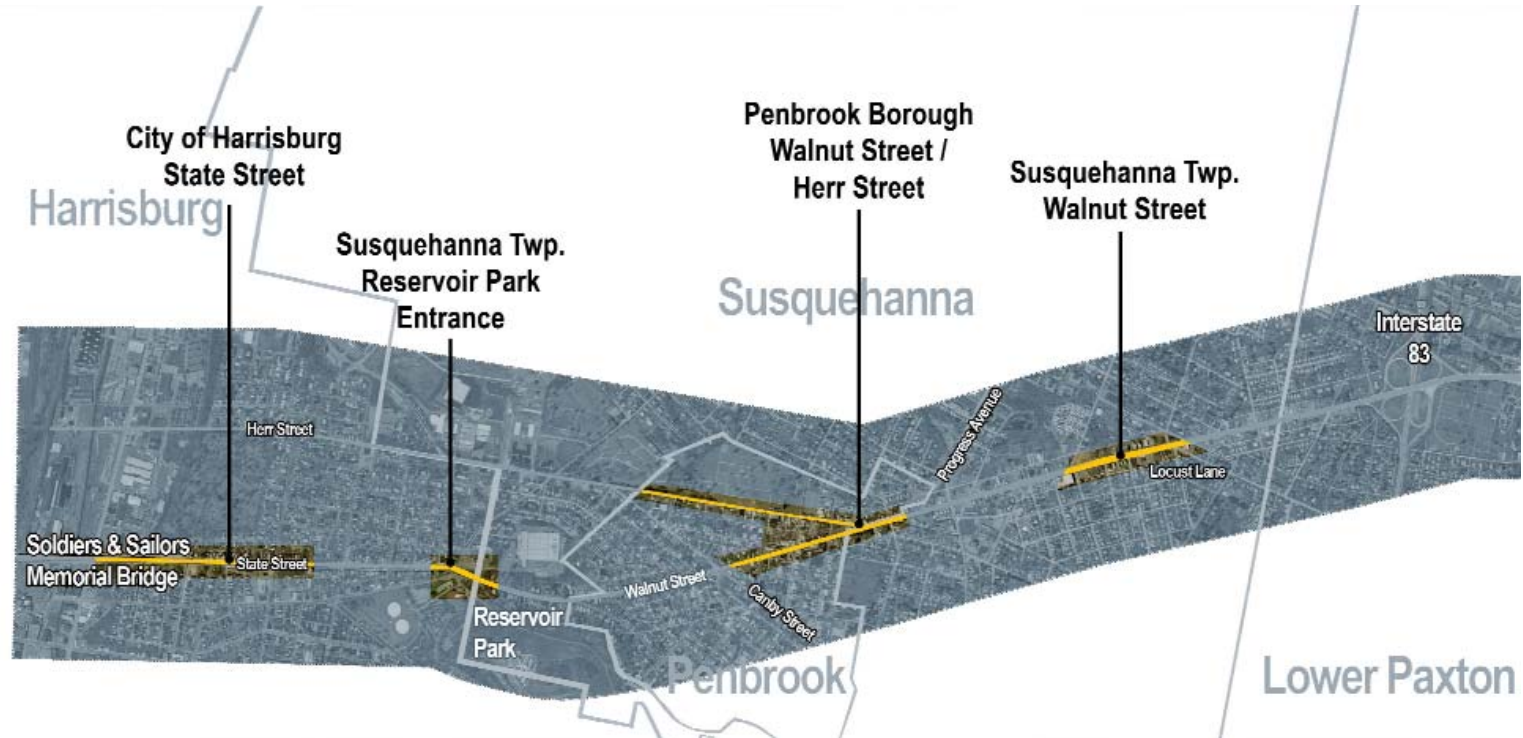 City of Harrisburg
State Street
Harrisburg
Susquehanna Twp.
Reservoir Park
Entrance
Penbrook Borough
Walnut Street /
Herr Street
Susquehanna Twp.
Walnut Street
Susquehanna
Interstate
83
Herr Street
Progress Avenue
Locust Lane
Soldiers & Sailors
Memorial Bridge
State Street
Walnut Street
Canby Street
Reservoir
Park
Penbrook
Lower Paxton